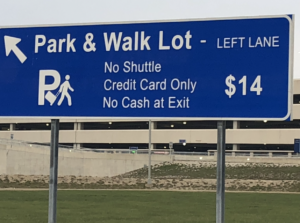 Park & Walk Lot - LEFT LANE
No Shuttle
P Credit Card Only $14
No Cash at Exit